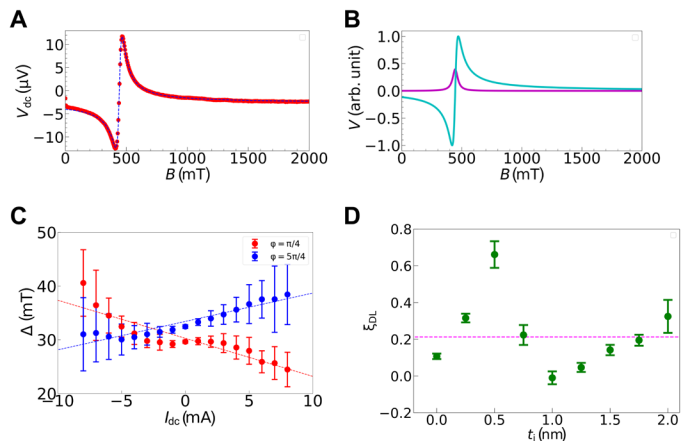 A
10
5
0
−5
−10
V_dc (μV)
0
500
1000
1500
2000
B (mT)
B
1.0
0.5
0.0
−0.5
−1.0
V (arb. unit)
0
500
1000
1500
2000
B (mT)
C
50
40
30
20
Δ (mT)
φ = π/4
φ = 5π/4
−10
−5
0
5
10
I_dc (mA)
D
0.8
0.6
0.4
0.2
0.0
−0.2
ξ_DL
0.0
0.5
1.0
1.5
2.0
t_i (nm)